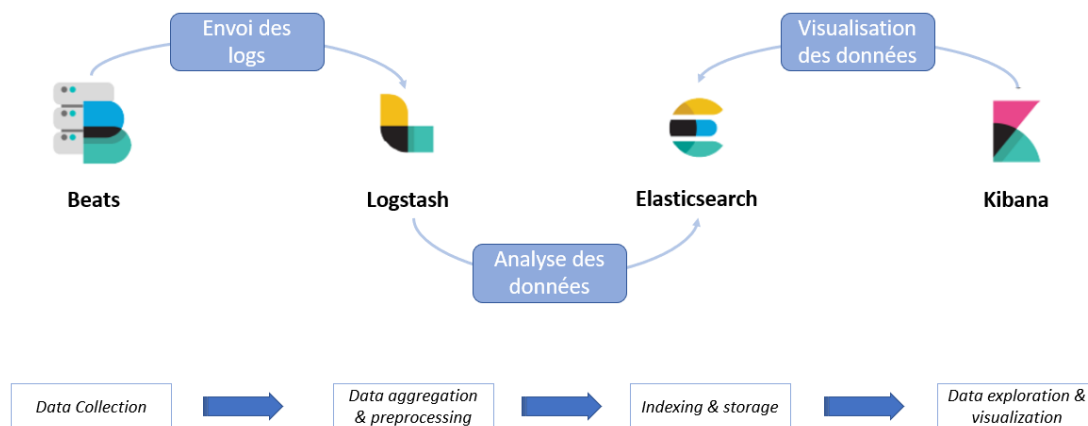 Envoi des
logs
Visualisation
des données
Beats
Logstash
Elasticsearch
Kibana
Analyse des
données
Data Collection
Data aggregation
& preprocessing
Indexing & storage
Data exploration &
visualization